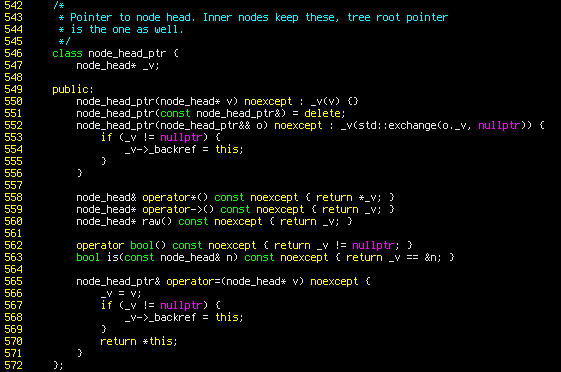 542     /*
543      * Pointer to node head. Inner nodes keep these, tree root pointer
544      * is the one as well.
545      */
546     class node_head_ptr {
547         node_head* _v;
548
549     public:
550         node_head_ptr(node_head* v) noexcept : _v(v) {}
551         node_head_ptr(const node_head_ptr&) = delete;
552         node_head_ptr(node_head_ptr&& o) noexcept : _v(std::exchange(o._v, nullptr)) {
553             if (_v != nullptr) {
554                 _v->_backref = this;
555             }
556         }
557
558         node_head& operator*() const noexcept { return *_v; }
559         node_head* operator->() const noexcept { return _v; }
560         node_head* raw() const noexcept { return _v; }
561
562         operator bool() const noexcept { return _v != nullptr; }
563         bool is(const node_head& n) const noexcept { return _v == &n; }
564
565         node_head_ptr& operator=(node_head* v) noexcept {
566             _v = v;
567             if (_v != nullptr) {
568                 _v->_backref = this;
569             }
570             return *this;
571         }
572     };